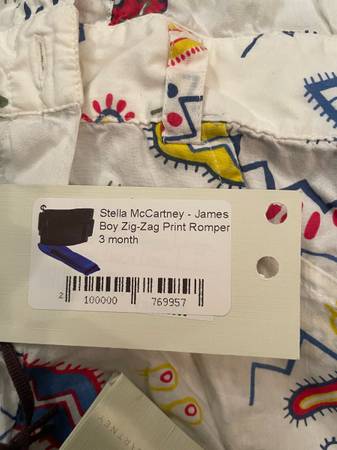 Stella McCartney - James
Boy Zig-Zag Print Romper
3 month
2 100000 769957